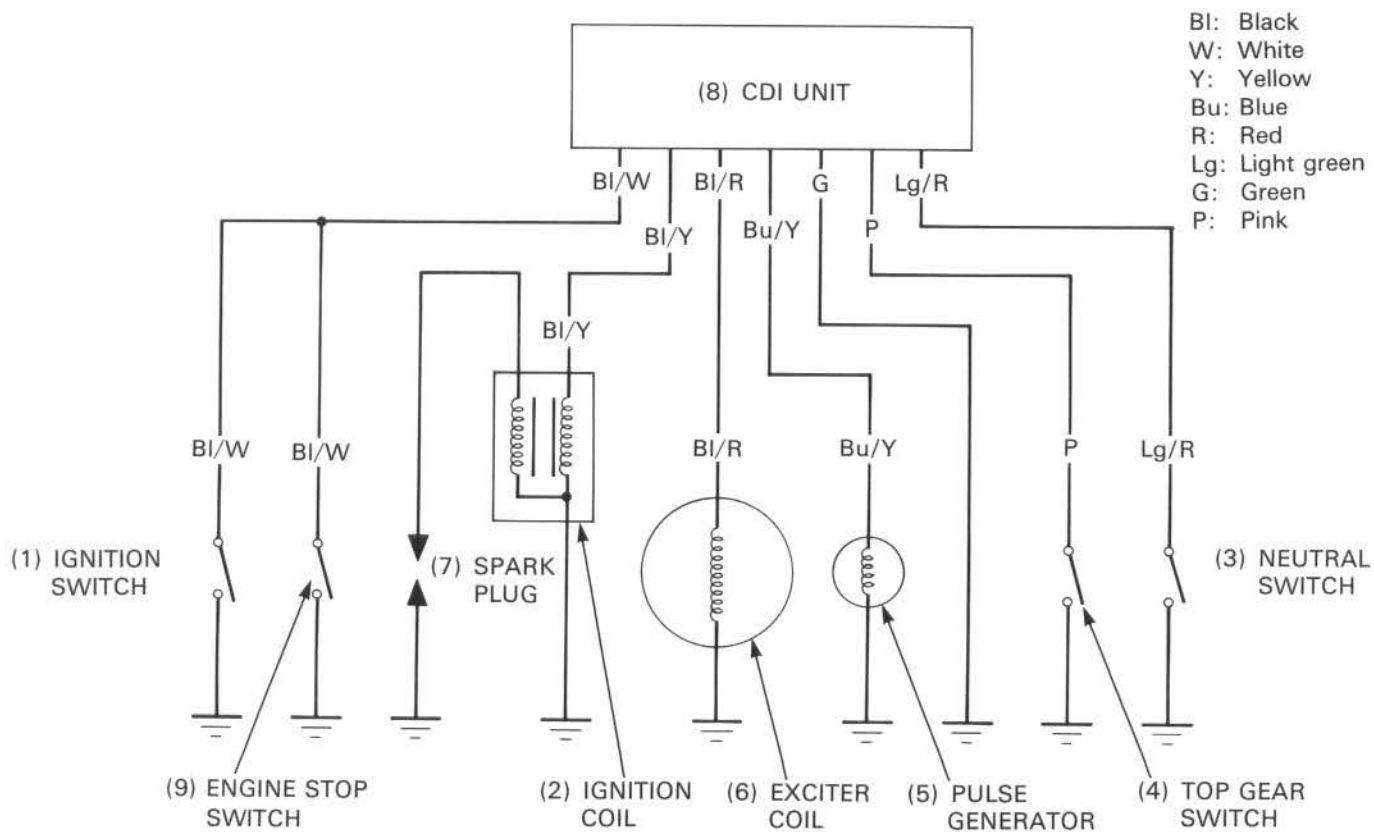 (8) CDI UNIT
Bl: Black
W: White
Y: Yellow
Bu: Blue
R: Red
Lg: Light green
G: Green
P: Pink
Bl/W
Bl/R
G
Lg/R
Bl/Y
Bu/Y
P
Bl/Y
Bl/W
Bl/W
Bl/R
Bu/Y
P
Lg/R
(1) IGNITION
SWITCH
(7) SPARK
PLUG
(3) NEUTRAL
SWITCH
(9) ENGINE STOP
SWITCH
(2) IGNITION
COIL
(6) EXCITER
COIL
(5) PULSE
GENERATOR
(4) TOP GEAR
SWITCH